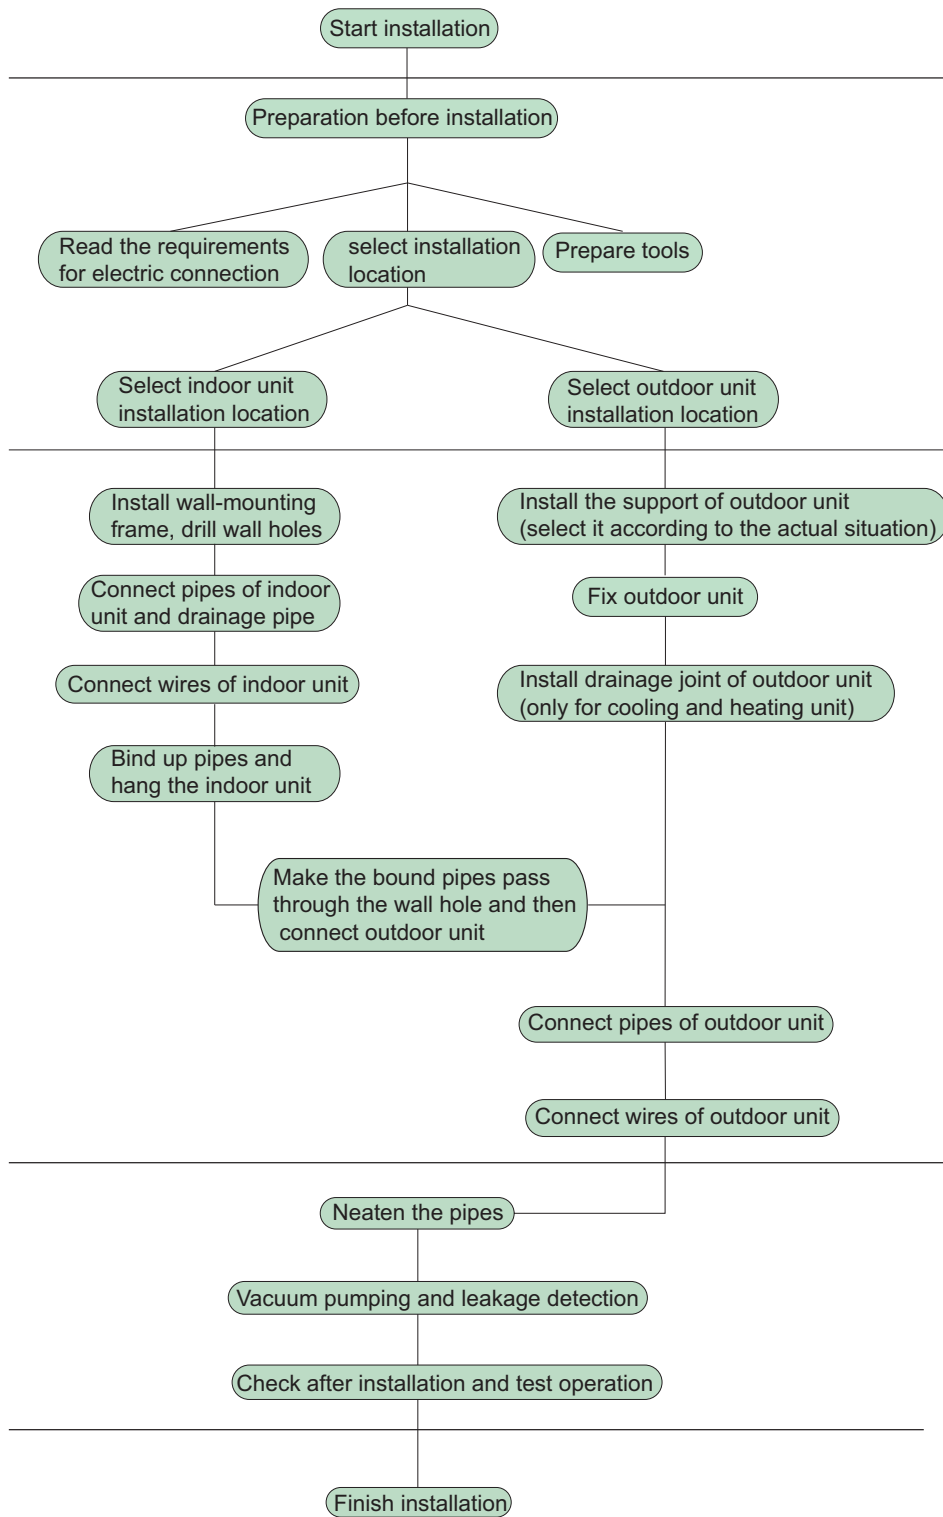 Start installation
Preparation before installation
Read the requirements
for electric connection
select installation
location
Prepare tools
Select indoor unit
installation location
Select outdoor unit
installation location
Install wall-mounting
frame, drill wall holes
Install the support of outdoor unit
(select it according to the actual situation)
Connect pipes of indoor
unit and drainage pipe
Fix outdoor unit
Connect wires of indoor unit
Install drainage joint of outdoor unit
(only for cooling and heating unit)
Bind up pipes and
hang the indoor unit
Make the bound pipes pass
through the wall hole and then
connect outdoor unit
Connect pipes of outdoor unit
Connect wires of outdoor unit
Neaten the pipes
Vacuum pumping and leakage detection
Check after installation and test operation
Finish installation